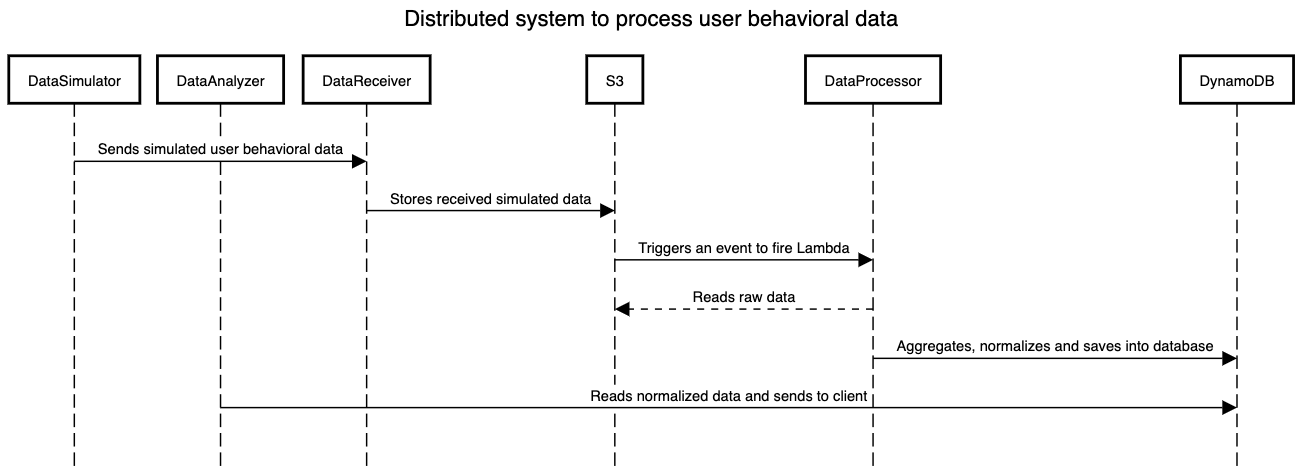 Distributed system to process user behavioral data
DataSimulator
DataAnalyzer
DataReceiver
S3
DataProcessor
DynamoDB
Sends simulated user behavioral data
Stores received simulated data
Triggers an event to fire Lambda
Reads raw data
Aggregates, normalizes and saves into database
Reads normalized data and sends to client